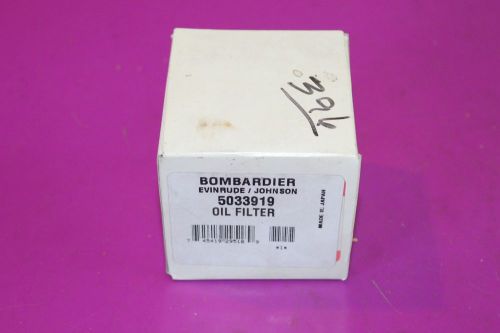 BOMBARDIER
EVINRUDE / JOHNSON
5033919
OIL FILTER
MADE IN JAPAN